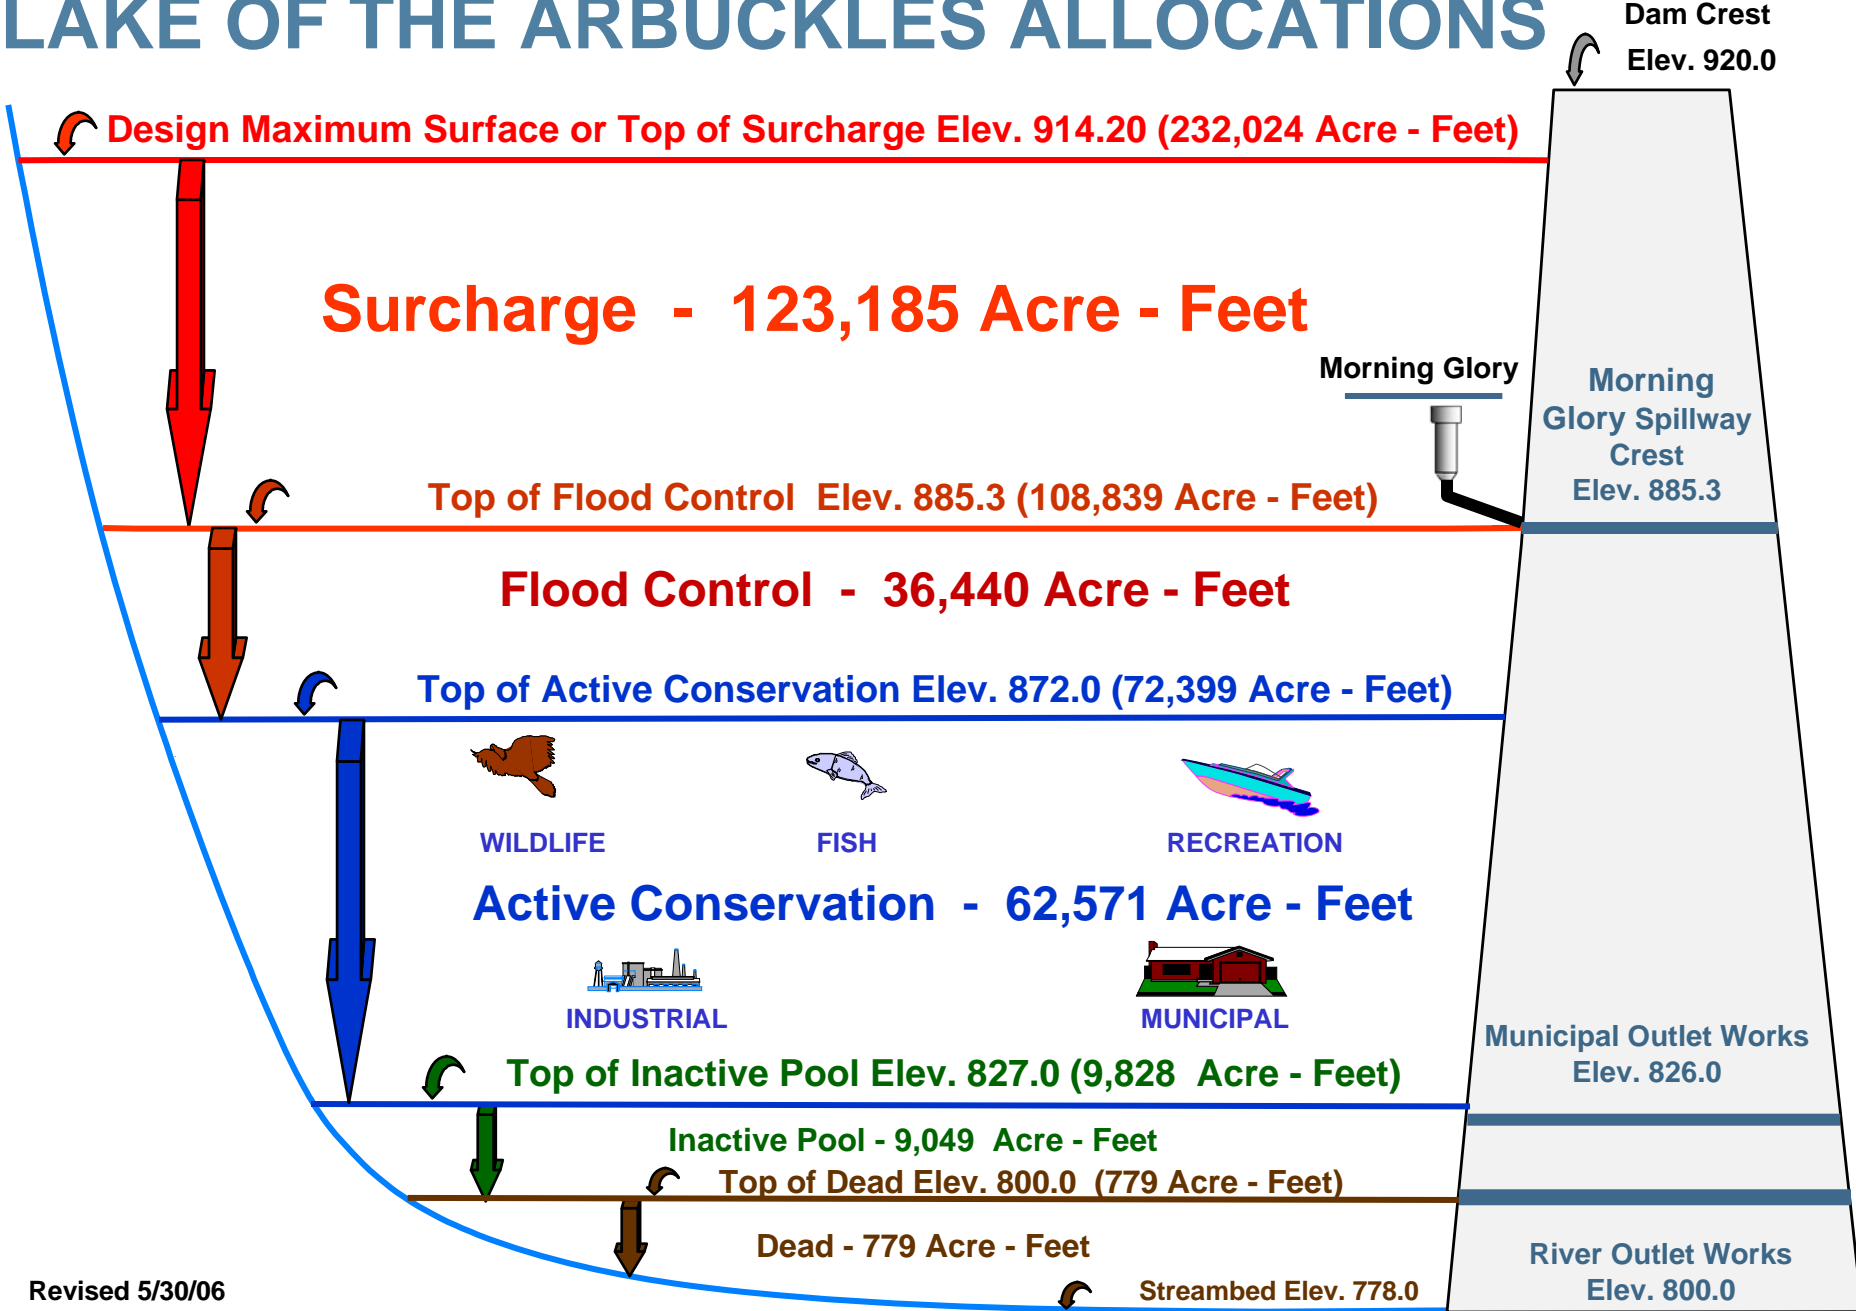 LAKE OF THE ARBUCKLES ALLOCATIONS
Dam Crest
Elev. 920.0
Design Maximum Surface or Top of Surcharge Elev. 914.20 (232,024 Acre - Feet)
Surcharge - 123,185 Acre - Feet
Morning Glory
Morning
Glory Spillway
Crest
Elev. 885.3
Top of Flood Control Elev. 885.3 (108,839 Acre - Feet)
Flood Control - 36,440 Acre - Feet
Top of Active Conservation Elev. 872.0 (72,399 Acre - Feet)
WILDLIFE
FISH
RECREATION
Active Conservation - 62,571 Acre - Feet
INDUSTRIAL
MUNICIPAL
Municipal Outlet Works
Elev. 826.0
Top of Inactive Pool Elev. 827.0 (9,828 Acre - Feet)
Inactive Pool - 9,049 Acre - Feet
Top of Dead Elev. 800.0 (779 Acre - Feet)
Dead - 779 Acre - Feet
River Outlet Works
Elev. 800.0
Streambed Elev. 778.0
Revised 5/30/06